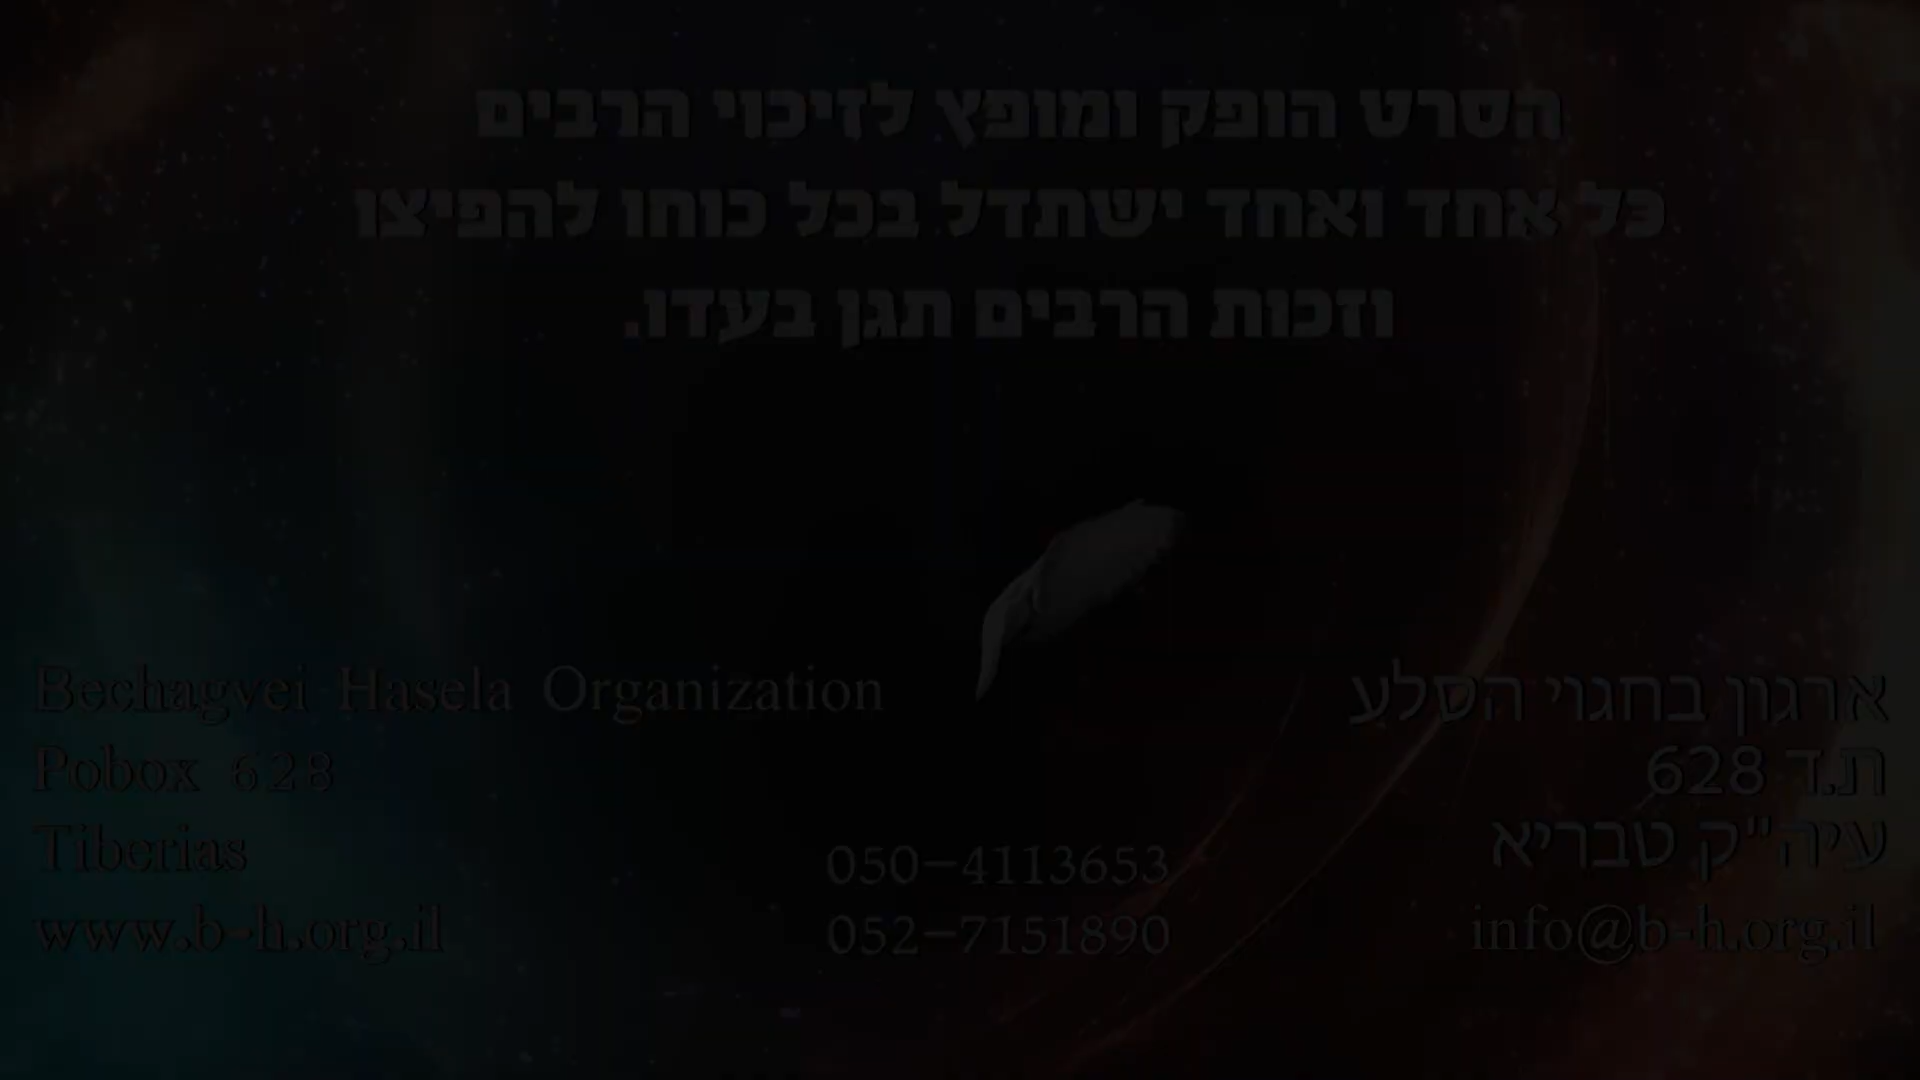 הסרט הופק ומופץ לזיכוי הרבים
כל אחד ואחד ישתדל בכל כוחו להפיצו
וזכות הרבים תגן בעדו.
Bechagvei Hasela Organization
Pobox 628
Tiberias
www.b-h.org.il
050-4113653
052-7151890
ארגון בחגוי הסלע
ת.ד 628
עיה"ק טבריא
info@b-h.org.il